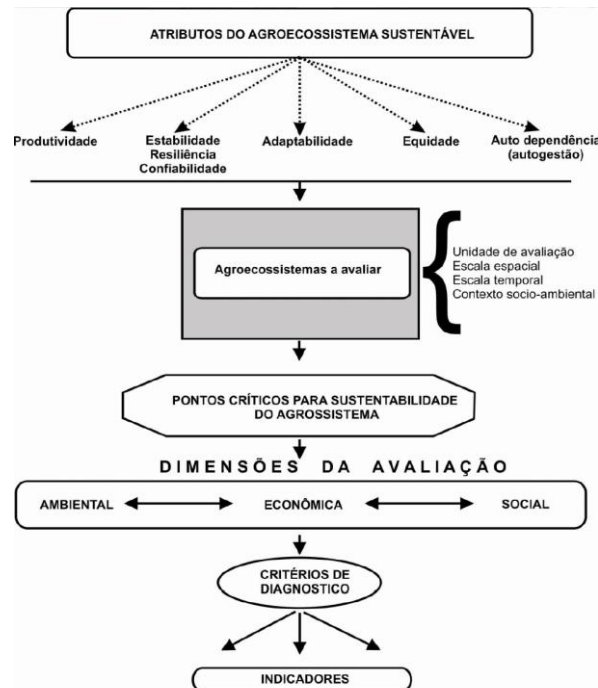 ATRIBUTOS DO AGROECOSSISTEMA SUSTENTÁVEL
Produtividade
Estabilidade
Resiliência
Confiabilidade
Adaptabilidade
Equidade
Auto dependência
(autogestão)
Agroecossistemas a avaliar
Unidade de avaliação
Escala espacial
Escala temporal
Contexto socio-ambiental
PONTOS CRÍTICOS PARA SUSTENTABILIDADE
DO AGROSSISTEMA
DIMENSÕES DA AVALIAÇÃO
AMBIENTAL ECONÔMICA SOCIAL
CRITÉRIOS DE
DIAGNOSTICO
INDICADORES